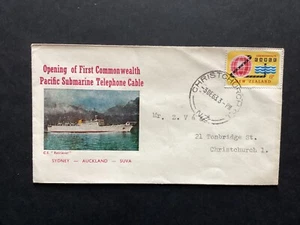 Opening of First Commonwealth
Pacific Submarine Telephone Cable
CHRISTCHURCH
NEW ZEALAND
Mr. E. V
21 Tonbridge St.
Christchurch 1.
SYDNEY — AUCKLAND — SUVA